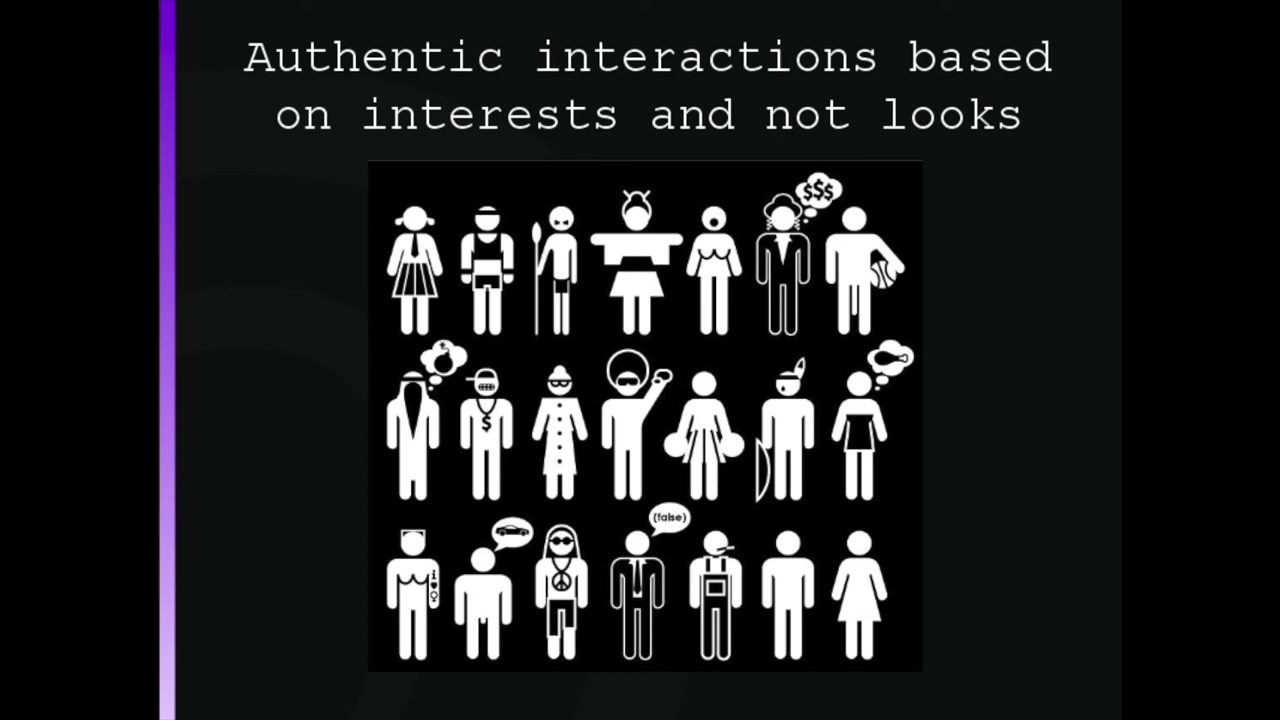 Authentic interactions based
on interests and not looks
$$$
$
(false)
I